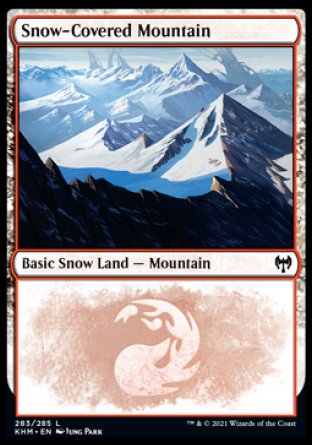 Snow-Covered Mountain
Basic Snow Land — Mountain
283/285 L
KHM • EN Jung Park
™ & © 2021 Wizards of the Coast